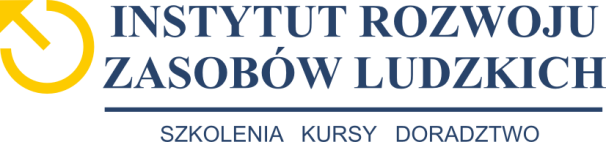 INSTYTUT ROZWOJU
ZASOBÓW LUDZKICH
SZKOLENIA KURSY DORADZTWO